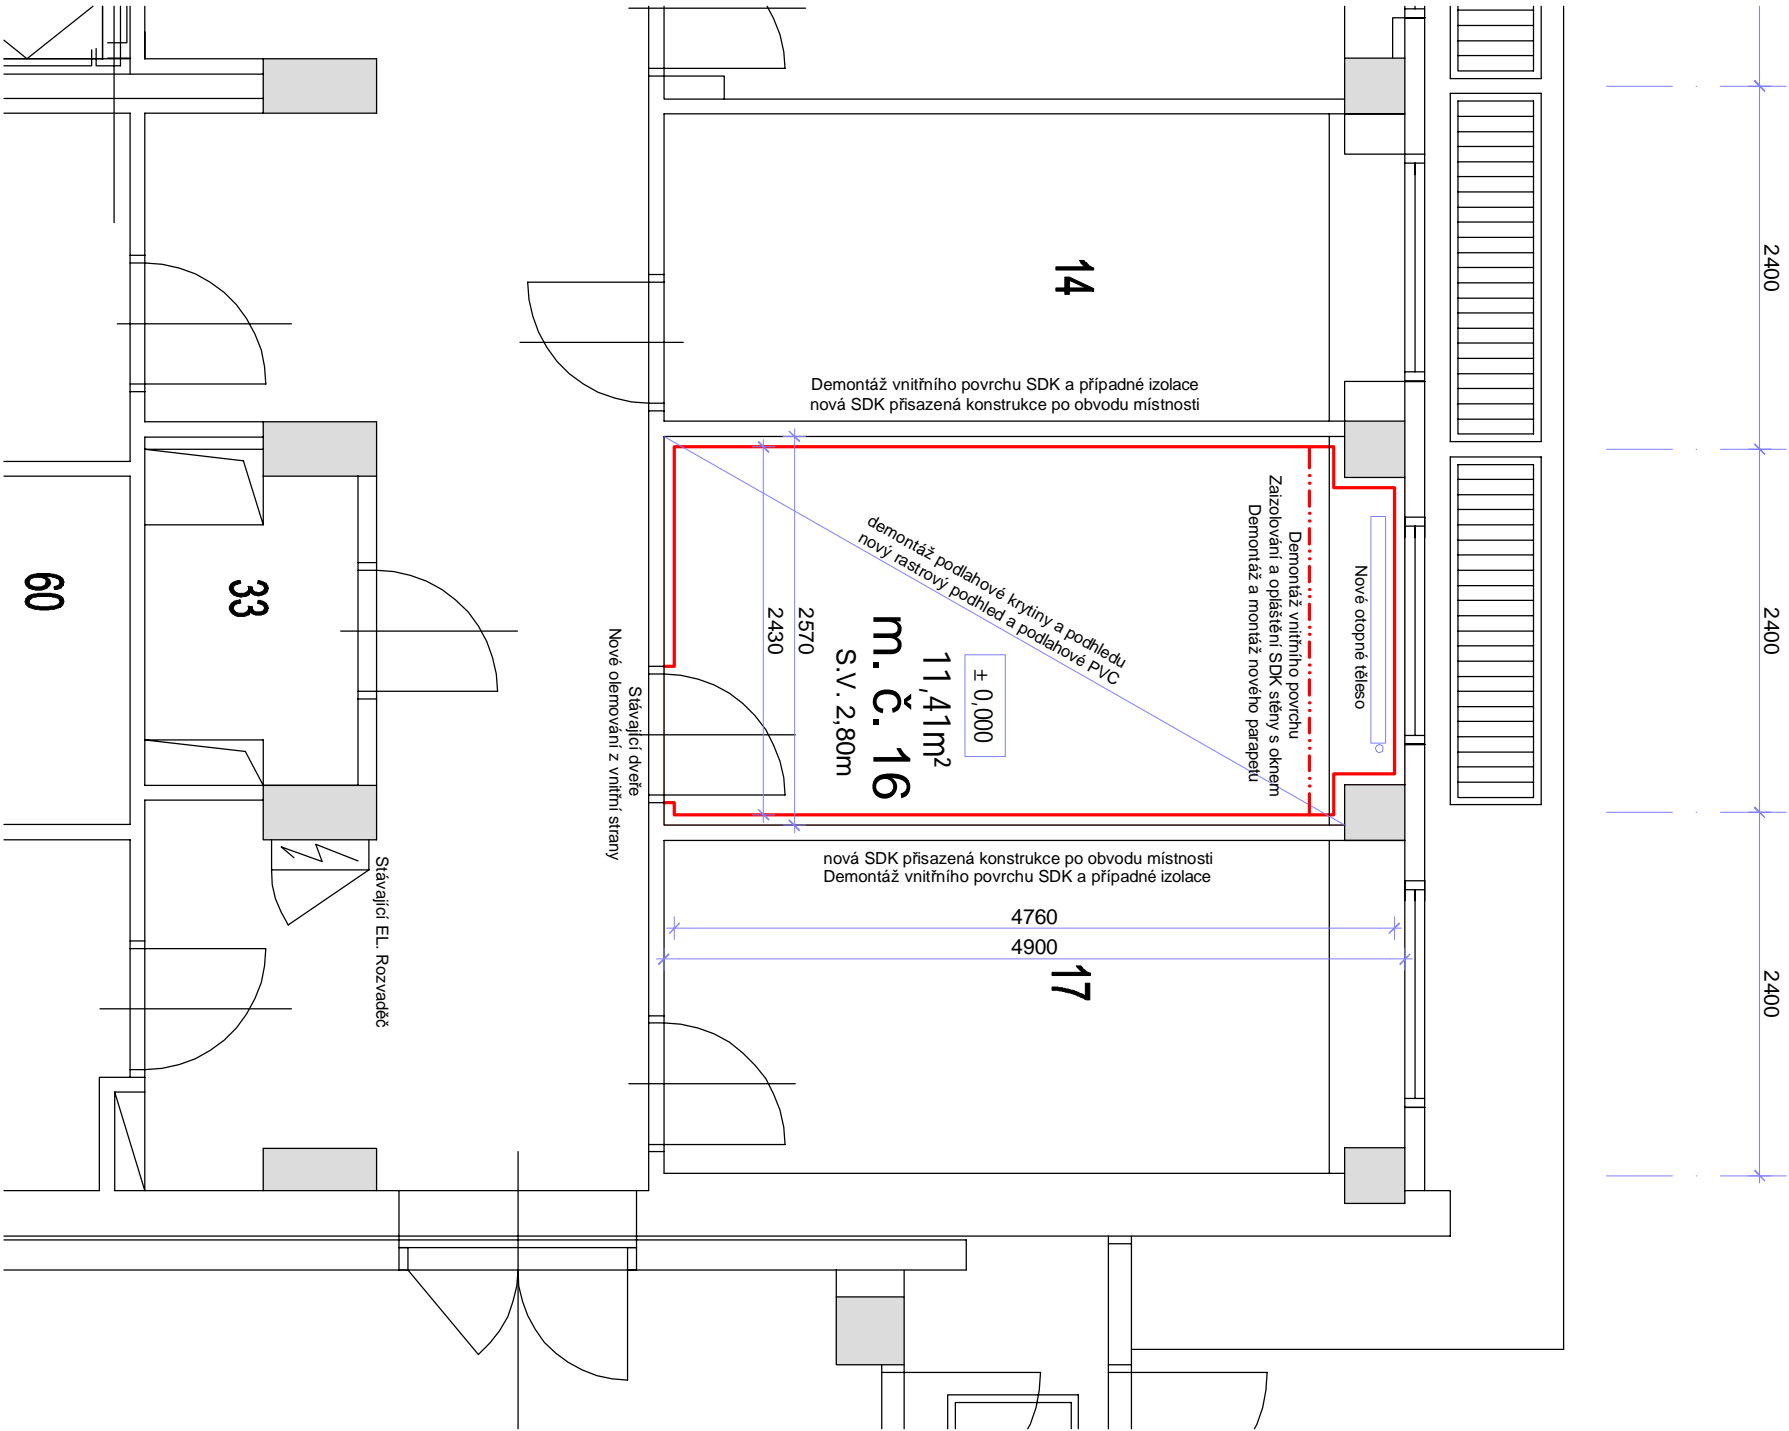 2400
14
Demontáž vnitřního povrchu SDK a případné izolace
nová SDK přisazená konstrukce po obvodu místnosti
Demontáž vnitřního povrchu
Zaizolování a opláštění SDK stěny s oknem
Demontáž a montáž nového parapetu
Nové otopné těleso
2400
demontáž podlahové krytiny a podhledu
nový rastrový podhled a podlahové PVC
2570
2430
± 0,000
11,41m²
m. č. 16
S.V. 2,80m
60
33
Stávající dveře
Nové olemování z vnitřní strany
nová SDK přisazená konstrukce po obvodu místnosti
Demontáž vnitřního povrchu SDK a případné izolace
4760
4900
17
2400
Stávající EL. Rozvaděč